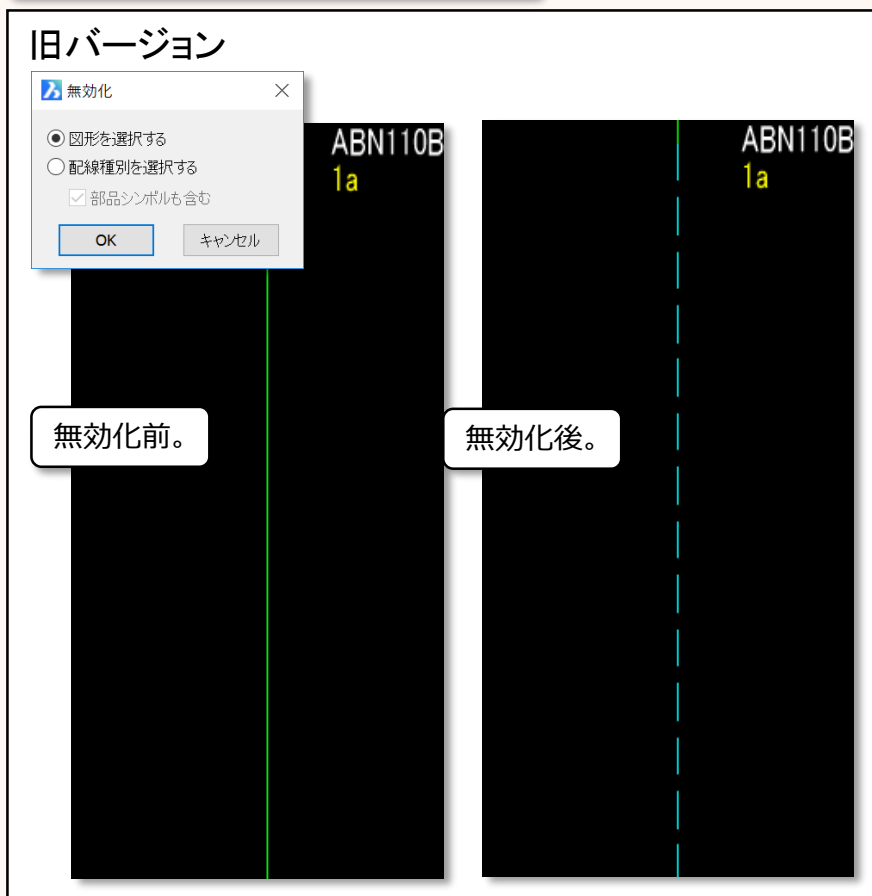 旧バージョン
無効化
図形を選択する
配線種別を選択する
部品シンボルも含む
OK
キャンセル
ABN110B
1a
ABN110B
1a
無効化前。
無効化後。